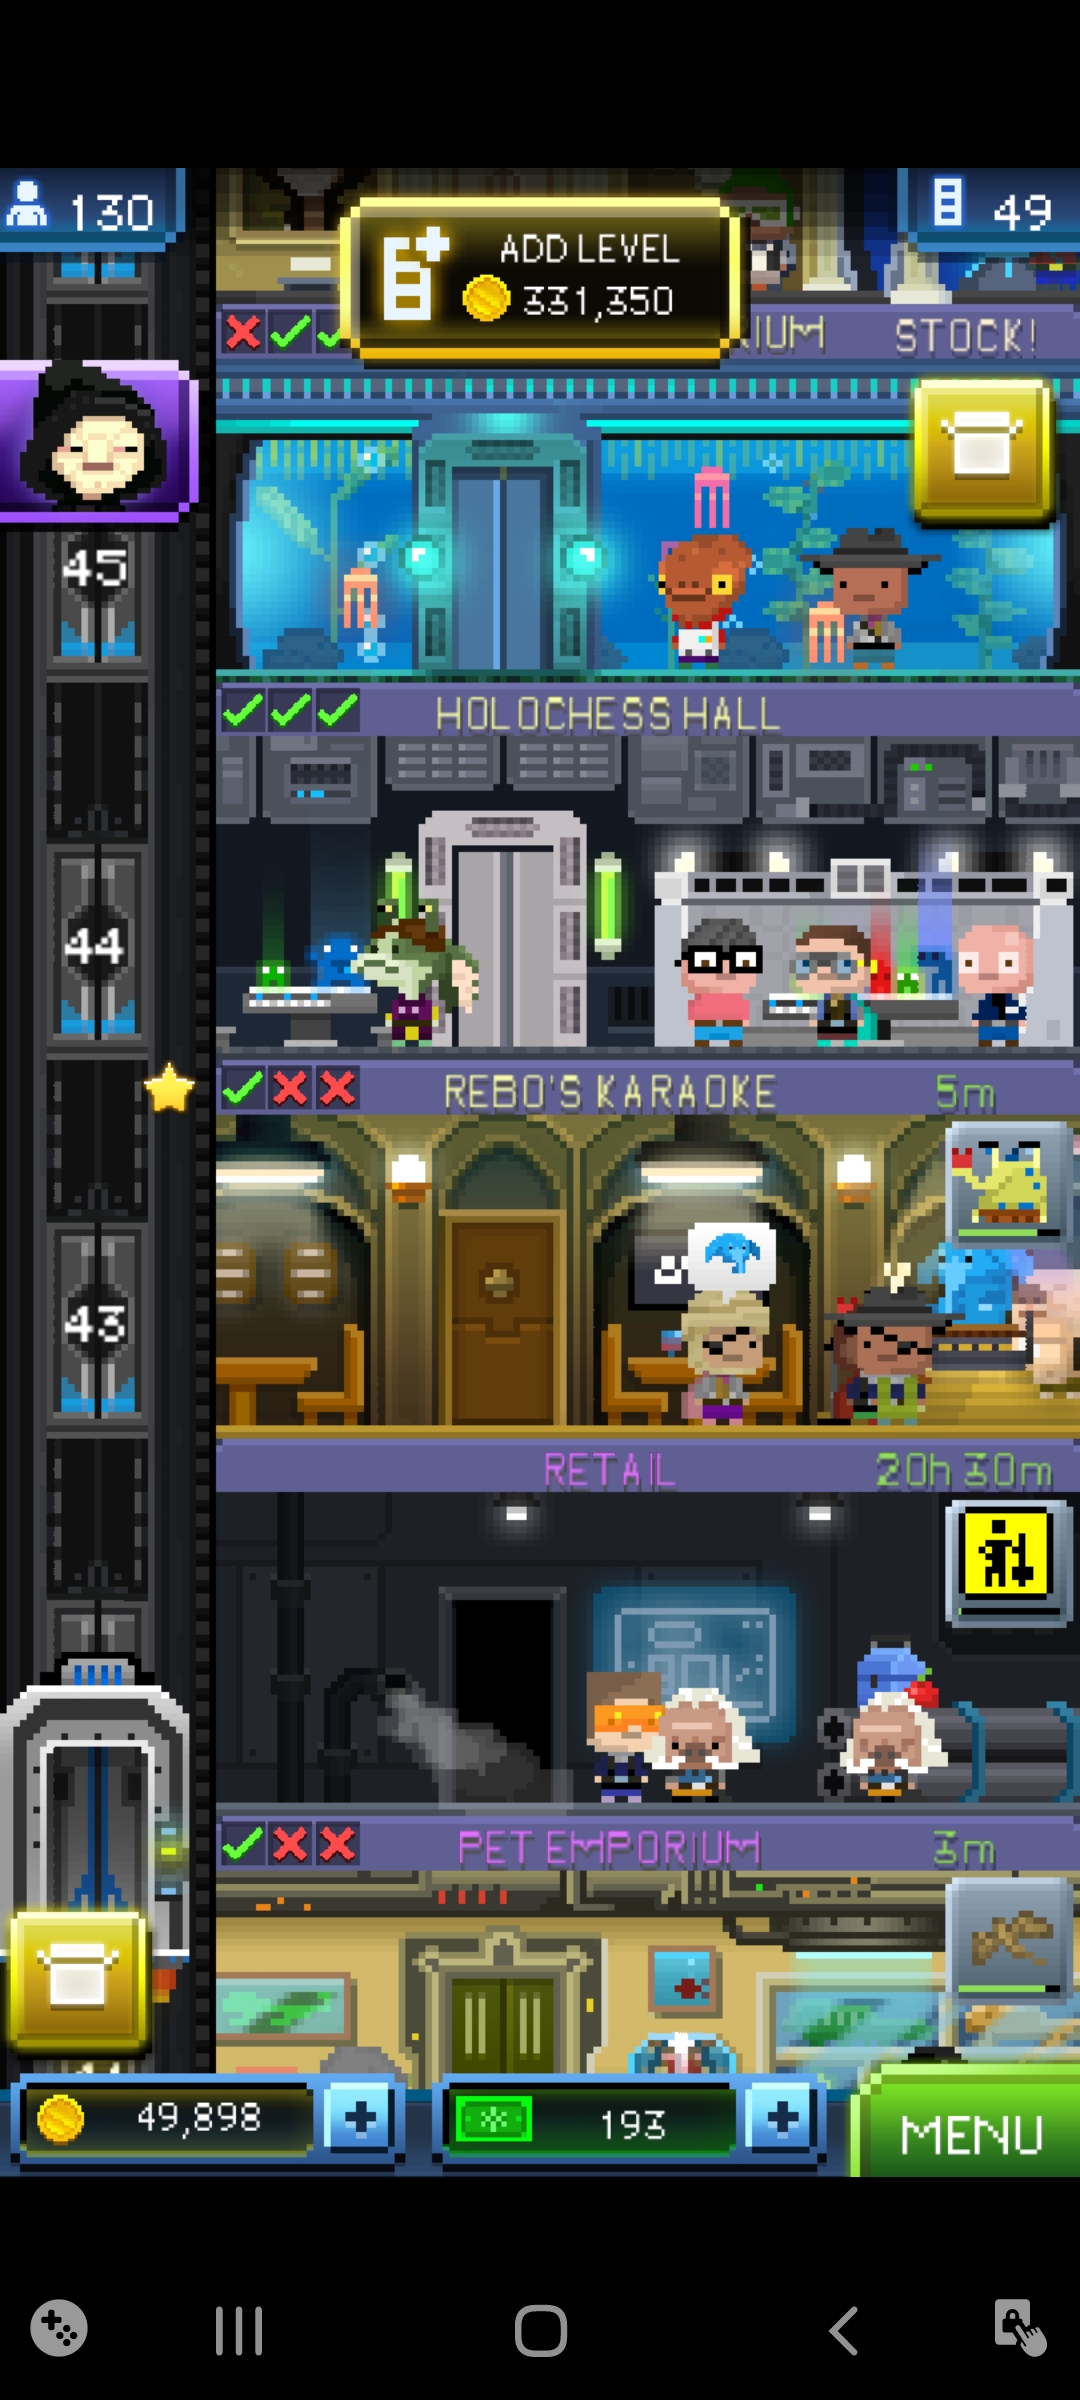 130
ADD LEVEL
331,350
49
STOCK!
45
HOLOCHESS HALL
44
REBO'S KARAOKE 5m
43
RETAIL 20h 30m
PET EMPORIUM 3m
49,898
193
MENU